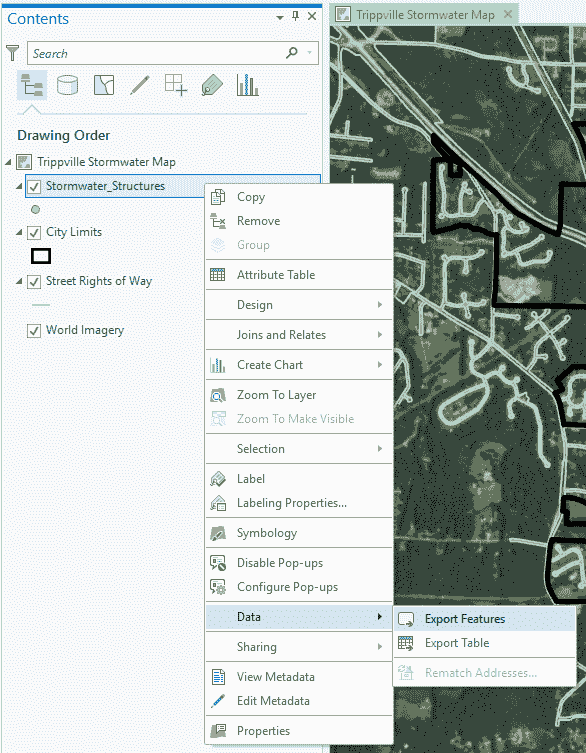 Contents
Trippville Stormwater Map
Search
Drawing Order
Trippville Stormwater Map
Stormwater_Structures
City Limits
Street Rights of Way
World Imagery
Copy
Remove
Group
Attribute Table
Design
Joins and Relates
Create Chart
Zoom To Layer
Zoom To Make Visible
Selection
Label
Labeling Properties...
Symbology
Disable Pop-ups
Configure Pop-ups
Data
Sharing
View Metadata
Edit Metadata
Properties
Export Features
Export Table
Rematch Addresses...